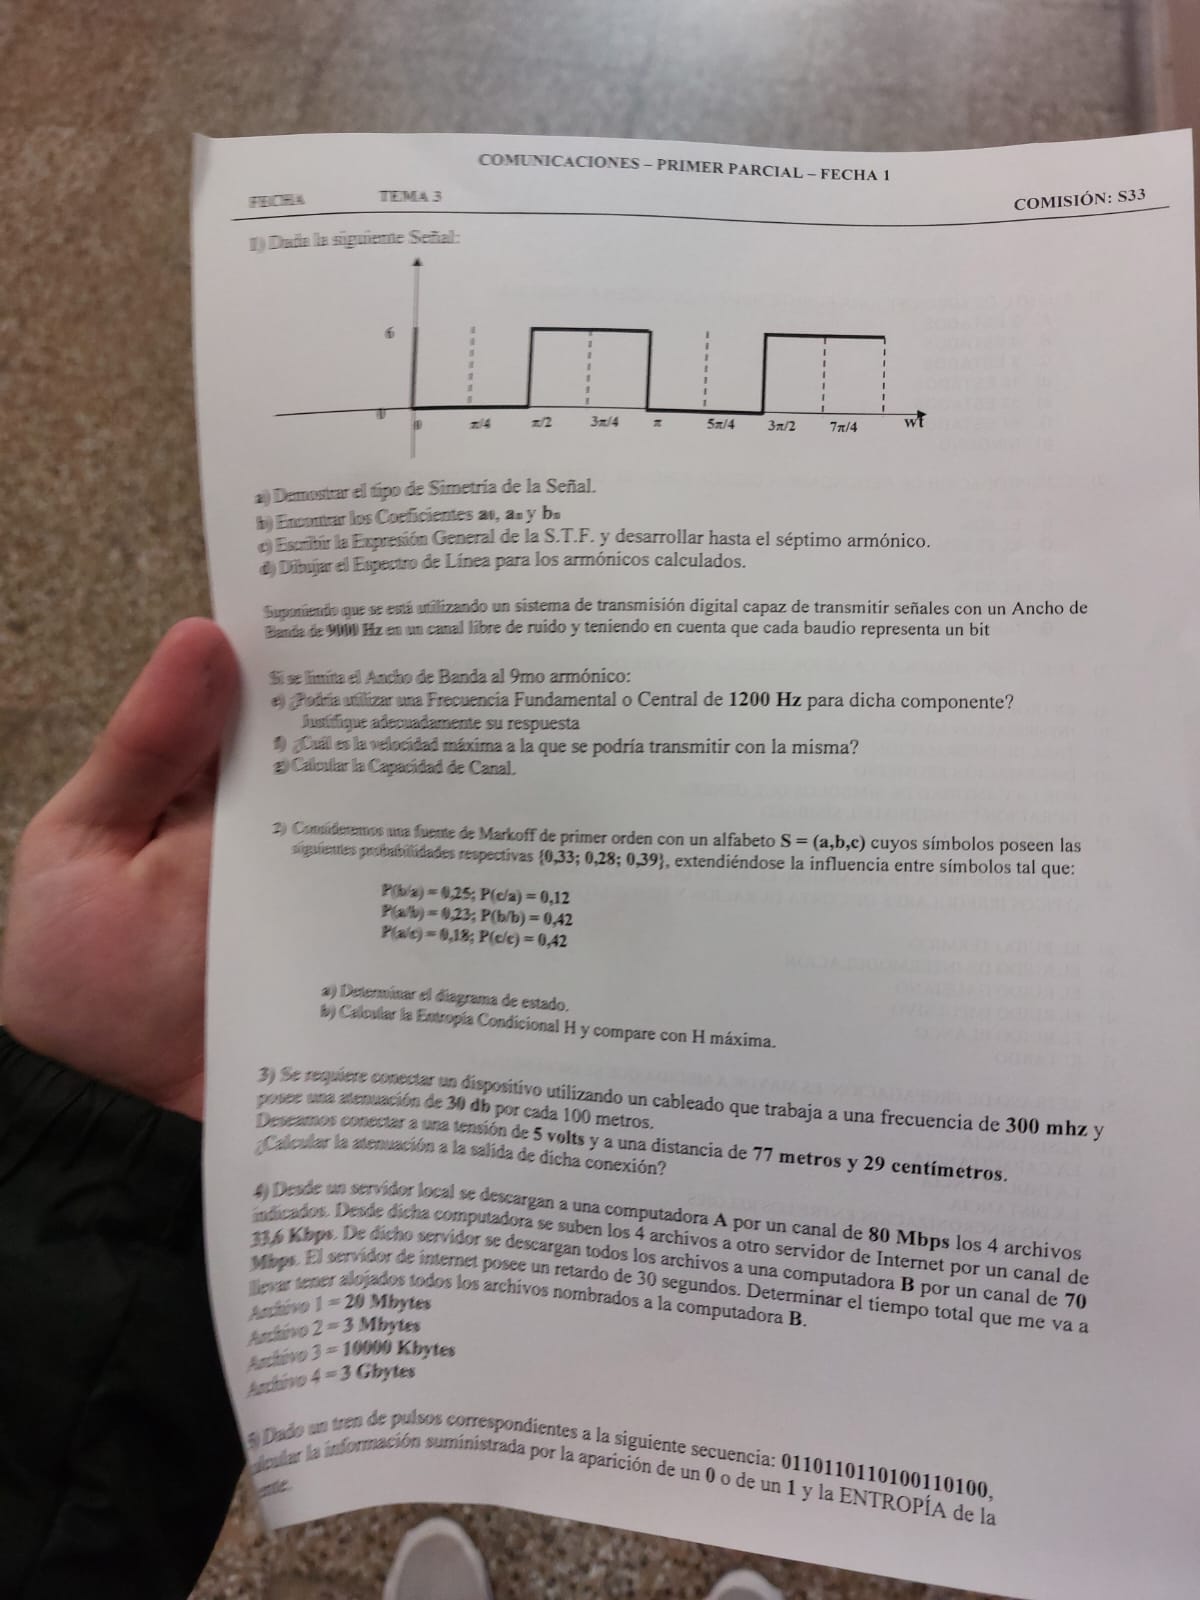 COMUNICACIONES – PRIMER PARCIAL – FECHA 1
FECHA TEMA 3 COMISIÓN: S33
1) Dada la siguiente Señal:
6
0
0 π/4 π/2 3π/4 π 5π/4 3π/2 7π/4 wt
a) Demostrar el tipo de Simetría de la Señal.
b) Encontrar los Coeficientes a0, an y bn
c) Escribir la Expresión General de la S.T.F. y desarrollar hasta el séptimo armónico.
d) Dibujar el Espectro de Línea para los armónicos calculados.
Suponiendo que se está utilizando un sistema de transmisión digital capaz de transmitir señales con un Ancho de
Banda de 9000 Hz en un canal libre de ruido y teniendo en cuenta que cada baudio representa un bit
Si se limita el Ancho de Banda al 9mo armónico:
e) ¿Podría utilizar una Frecuencia Fundamental o Central de 1200 Hz para dicha componente?
Justifique adecuadamente su respuesta
f) ¿Cuál es la velocidad máxima a la que se podría transmitir con la misma?
g) Calcular la Capacidad de Canal.
2) Consideremos una fuente de Markoff de primer orden con un alfabeto S = (a,b,c) cuyos símbolos poseen las
siguientes probabilidades respectivas {0,33; 0,28; 0,39}, extendiéndose la influencia entre símbolos tal que:
P(b/a) = 0,25; P(c/a) = 0,12
P(a/b) = 0,23; P(b/b) = 0,42
P(a/c) = 0,18; P(c/c) = 0,42
a) Determinar el diagrama de estado.
b) Calcular la Entropía Condicional H y compare con H máxima.
3) Se requiere conectar un dispositivo utilizando un cableado que trabaja a una frecuencia de 300 mhz y
posee una atenuación de 30 db por cada 100 metros.
Deseamos conectar a una tensión de 5 volts y a una distancia de 77 metros y 29 centímetros.
¿Calcular la atenuación a la salida de dicha conexión?
4) Desde un servidor local se descargan a una computadora A por un canal de 80 Mbps los 4 archivos
indicados. Desde dicha computadora se suben los 4 archivos a otro servidor de Internet por un canal de
33,6 Kbps. De dicho servidor se descargan todos los archivos a una computadora B por un canal de 70
Mbps. El servidor de internet posee un retardo de 30 segundos. Determinar el tiempo total que me va a
llevar tener alojados todos los archivos nombrados a la computadora B.
Archivo 1 = 20 Mbytes
Archivo 2 = 3 Mbytes
Archivo 3 = 10000 Kbytes
Archivo 4 = 3 Gbytes
5) Dado un tren de pulsos correspondientes a la siguiente secuencia: 0110110110100110100,
calcular la información suministrada por la aparición de un 0 o de un 1 y la ENTROPÍA de la